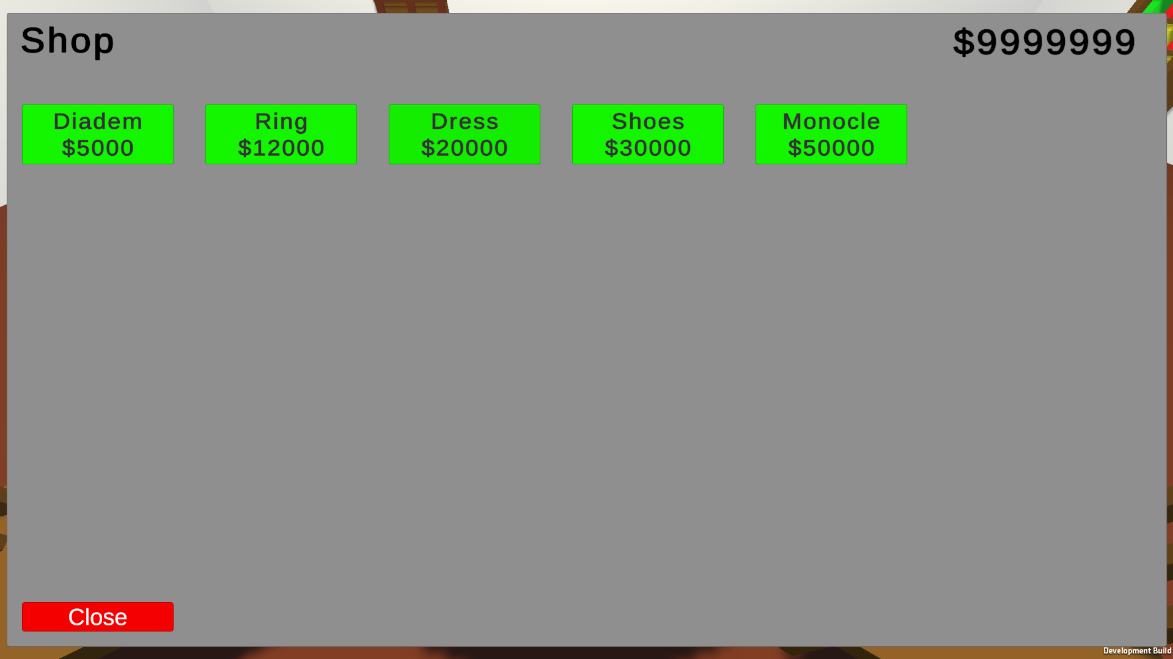 Shop
$9999999
Diadem
$5000
Ring
$12000
Dress
$20000
Shoes
$30000
Monocle
$50000
Close
Development Build